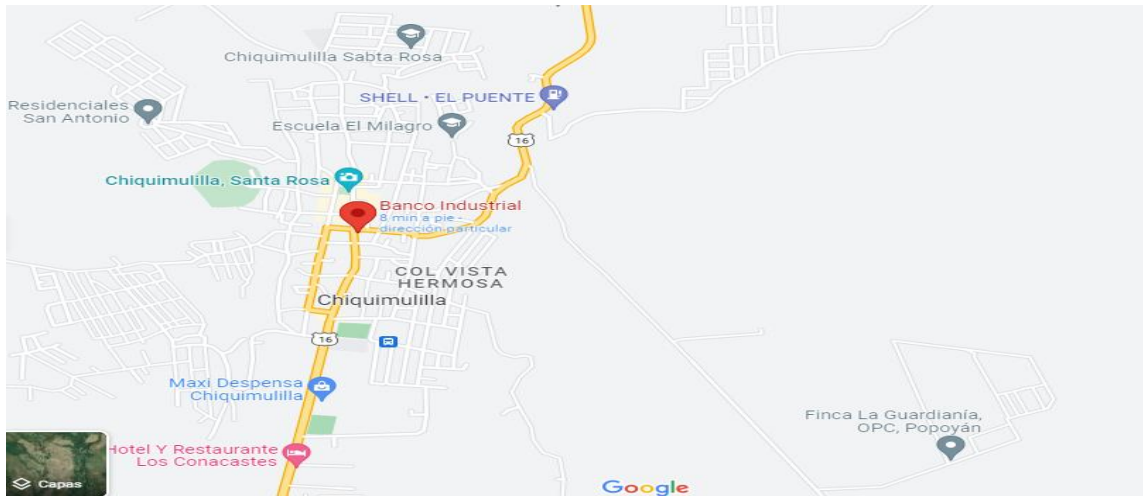 Chiquimulilla Sabta Rosa
SHELL · EL PUENTE
Residenciales
San Antonio
Escuela El Milagro
16
Chiquimulilla, Santa Rosa
Banco Industrial
8 min a pie -
dirección particular
COL VISTA
HERMOSA
Chiquimulilla
16
Maxi Despensa
Chiquimulilla
Finca La Guardianía,
OPC, Popoyán
Hotel Y Restaurante
Los Conacastes
Capas
Google